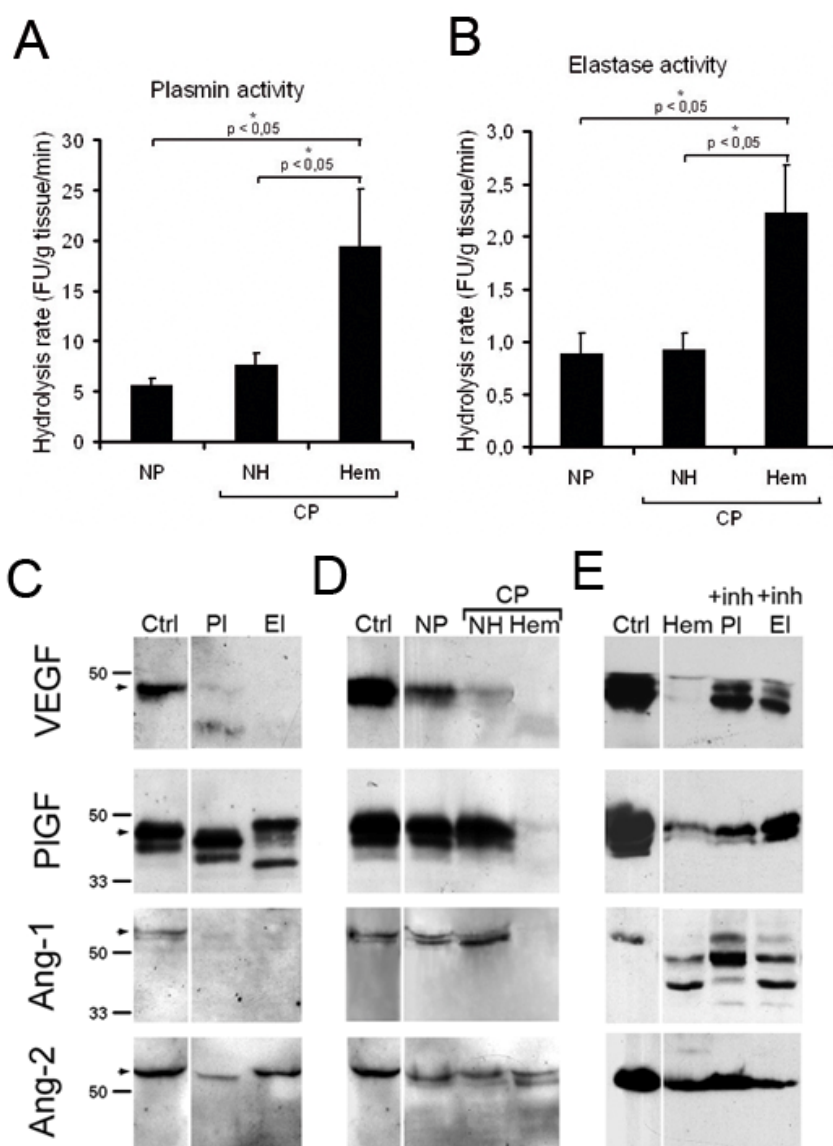 A
Plasmin activity
Hydrolysis rate (FU/g tissue/min)
30
25
20
15
10
5
0
*
p < 0,05
*
p < 0,05
NP
NH
Hem
CP
B
Elastase activity
Hydrolysis rate (FU/g tissue/min)
3,0
2,5
2,0
1,5
1,0
0,5
0,0
*
p < 0,05
*
p < 0,05
NP
NH
Hem
CP
C
Ctrl Pl El
D
CP
Ctrl NP NH Hem
E
+inh +inh
Ctrl Hem Pl El
VEGF
50
PlGF
50
33
Ang-1
50
33
Ang-2
50